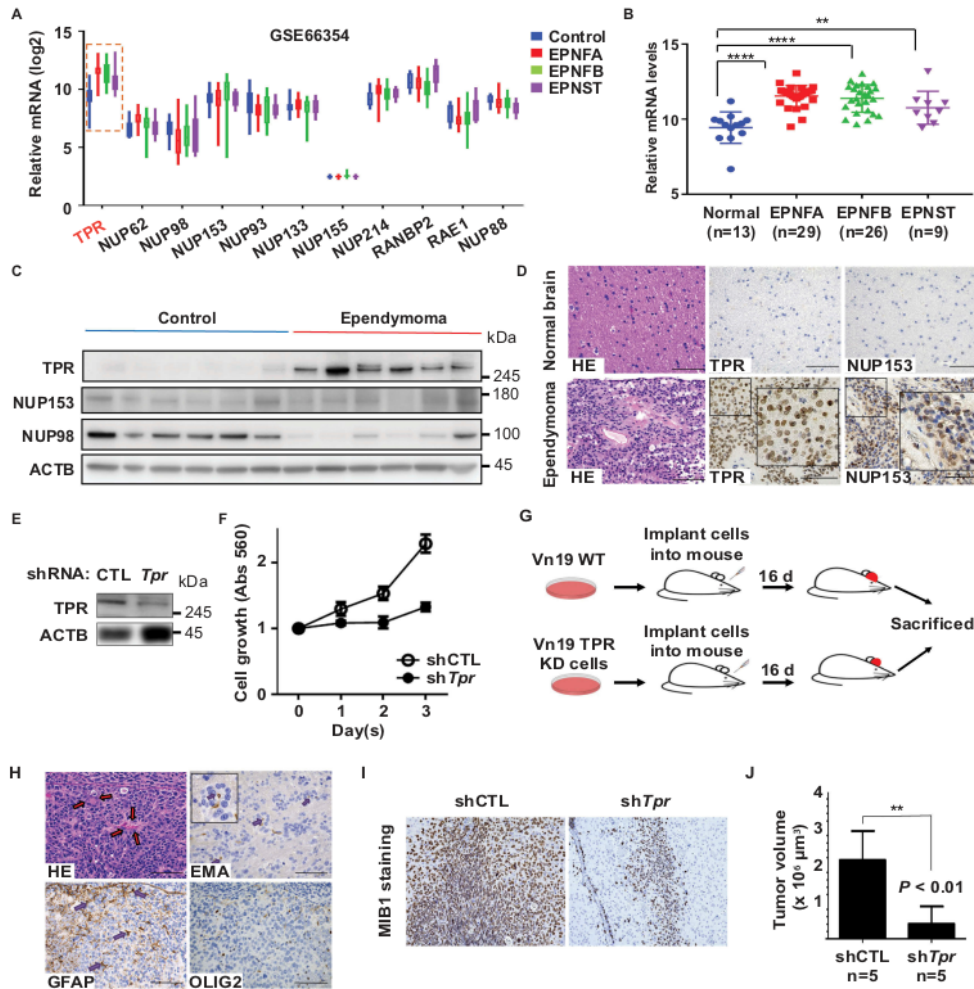 A
GSE66354
Relative mRNA (log2)
15
10
5
0
Control
EPNFA
EPNFB
EPNST
TPR
NUP62
NUP98
NUP153
NUP93
NUP133
NUP155
NUP214
RANBP2
RAE1
NUP88
B
Relative mRNA levels
15
10
5
**
****
****
Normal
(n=13)
EPNFA
(n=29)
EPNFB
(n=26)
EPNST
(n=9)
C
Control
Ependymoma
kDa
TPR
245
NUP153
180
NUP98
100
ACTB
45
D
Normal brain
HE
TPR
NUP153
Ependymoma
HE
TPR
NUP153
E
shRNA: CTL Tpr
kDa
TPR
245
ACTB
45
F
Cell growth (Abs 560)
2
1
0
shCTL
shTpr
0 1 2 3
Day(s)
G
Vn19 WT
Implant cells
into mouse
16 d
Sacrificed
Vn19 TPR
KD cells
Implant cells
into mouse
16 d
H
HE
EMA
GFAP
OLIG2
I
shCTL
shTpr
MIB1 staining
J
Tumor volume
(x 10⁶ µm³)
4
3
2
1
0
**
P < 0.01
shCTL
n=5
shTpr
n=5